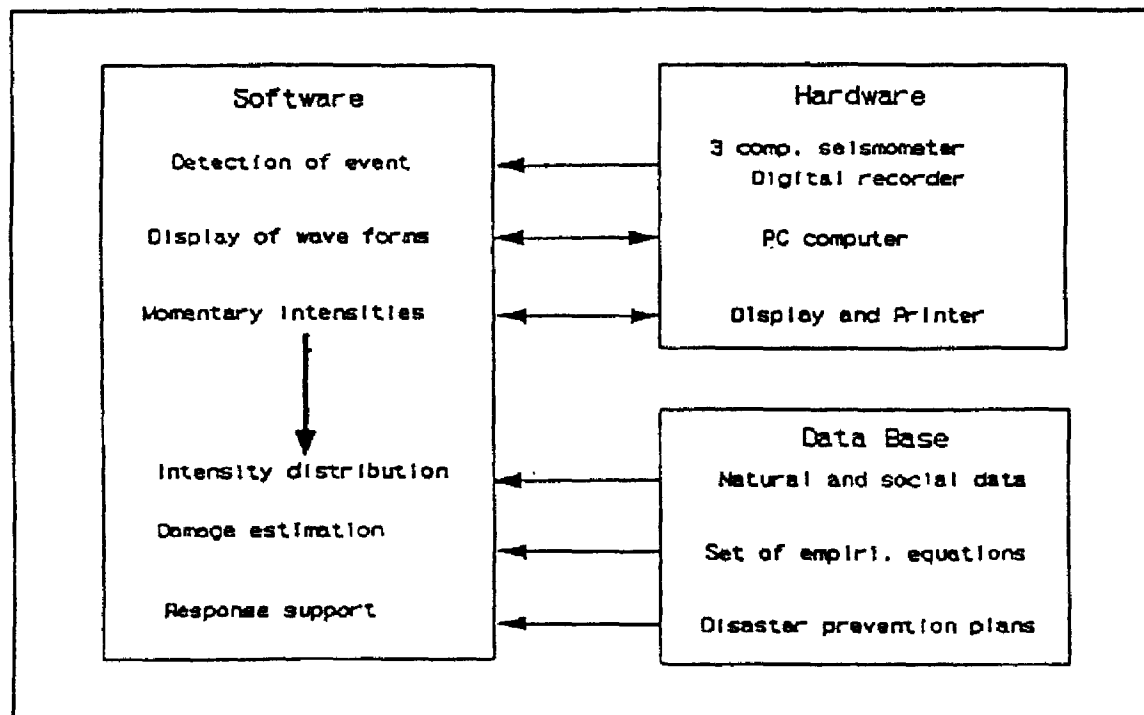 Software
Detection of event
Display of wave forms
Momentary intensities
Intensity distribution
Damage estimation
Response support
Hardware
3 comp. seismometer
Digital recorder
PC computer
Display and Printer
Data Base
Natural and social data
Set of empiri. equations
Disaster prevention plans